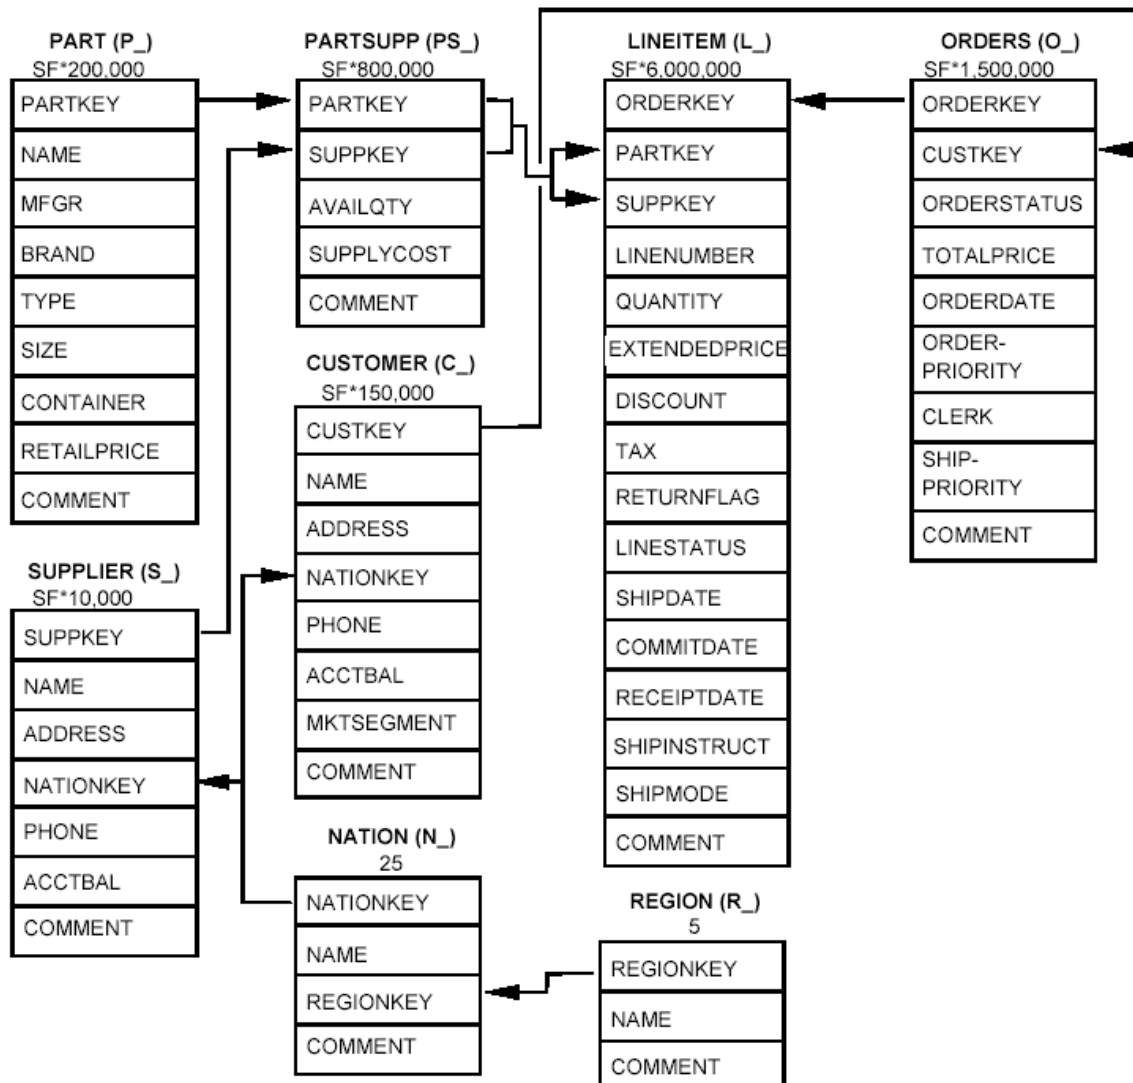 PART (P_)
SF*200,000
PARTKEY
NAME
MFGR
BRAND
TYPE
SIZE
CONTAINER
RETAILPRICE
COMMENT
SUPPLIER (S_)
SF*10,000
SUPPKEY
NAME
ADDRESS
NATIONKEY
PHONE
ACCTBAL
COMMENT
PARTSUPP (PS_)
SF*800,000
PARTKEY
SUPPKEY
AVAILQTY
SUPPLYCOST
COMMENT
CUSTOMER (C_)
SF*150,000
CUSTKEY
NAME
ADDRESS
NATIONKEY
PHONE
ACCTBAL
MKTSEGMENT
COMMENT
NATION (N_)
25
NATIONKEY
NAME
REGIONKEY
COMMENT
LINEITEM (L_)
SF*6,000,000
ORDERKEY
PARTKEY
SUPPKEY
LINENUMBER
QUANTITY
EXTENDEDPRICE
DISCOUNT
TAX
RETURNFLAG
LINESTATUS
SHIPDATE
COMMITDATE
RECEIPTDATE
SHIPINSTRUCT
SHIPMODE
COMMENT
REGION (R_)
5
REGIONKEY
NAME
COMMENT
ORDERS (O_)
SF*1,500,000
ORDERKEY
CUSTKEY
ORDERSTATUS
TOTALPRICE
ORDERDATE
ORDER-
PRIORITY
CLERK
SHIP-
PRIORITY
COMMENT